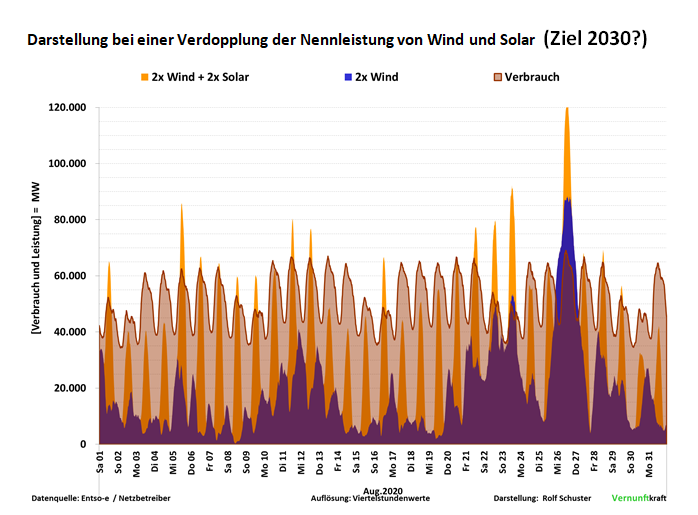 Darstellung bei einer Verdopplung der Nennleistung von Wind und Solar (Ziel 2030?)
2x Wind + 2x Solar 2x Wind Verbrauch
[Verbrauch und Leistung] = MW
120.000
100.000
80.000
60.000
40.000
20.000
0
Sa 01 So 02 Mo 03 Di 04 Mi 05 Do 06 Fr 07 Sa 08 So 09 Mo 10 Di 11 Mi 12 Do 13 Fr 14 Sa 15 So 16 Mo 17 Di 18 Mi 19 Do 20 Fr 21 Sa 22 So 23 Mo 24 Di 25 Mi 26 Do 27 Fr 28 Sa 29 So 30 Mo 31
Aug.2020
Datenquelle: Entso-e / Netzbetreiber Auflösung: Viertelstundenwerte Darstellung: Rolf Schuster Vernunftkraft